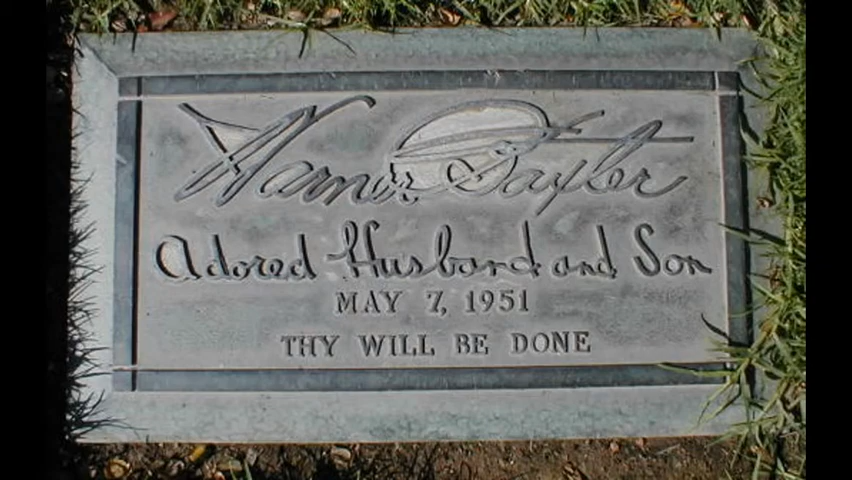 Warner Baxter
Adored Husband and Son
MAY 7, 1951
THY WILL BE DONE